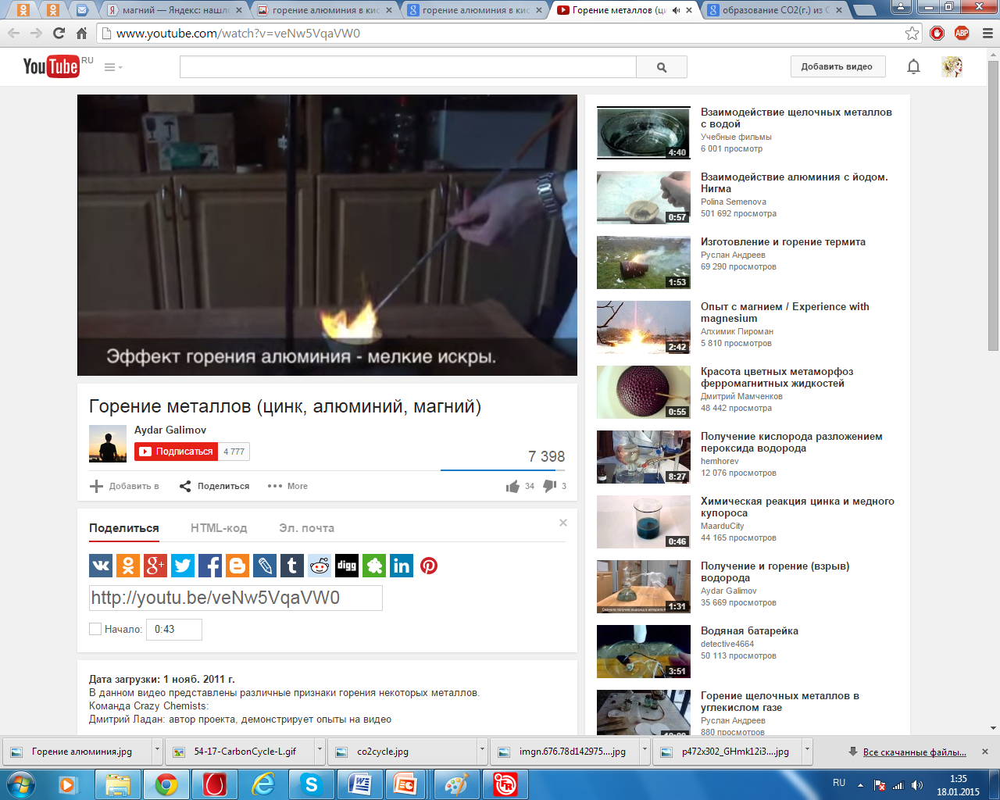 магний — Яндекс: нашл
горение алюминия в кис
горение алюминия в кис
Горение металлов (ци
образование CO2(г.) из
www.youtube.com/watch?v=veNw5VqaVW0
ABP
YouTube RU
Добавить видео
Эффект горения алюминия - мелкие искры.
Горение металлов (цинк, алюминий, магний)
Aydar Galimov
Подписаться 4 777
7 398
Добавить в Поделиться More 34 3
Поделиться HTML-код Эл. почта
digg
http://youtu.be/veNw5VqaVW0
Начало: 0:43
Дата загрузки: 1 нояб. 2011 г.
В данном видео представлены различные признаки горения некоторых металлов.
Команда Crazy Chemists:
Дмитрий Ладан: автор проекта, демонстрирует опыты на видео
4:40
Взаимодействие щелочных металлов
с водой
Учебные фильмы
6 001 просмотр
0:57
Взаимодействие алюминия с йодом.
Нигма
Polina Semenova
501 692 просмотра
1:53
Изготовление и горение термита
Руслан Андреев
69 290 просмотров
2:42
Опыт с магнием / Experience with
magnesium
Алхимик Пироман
5 810 просмотров
0:55
Красота цветных метаморфоз
ферромагнитных жидкостей
Дмитрий Мамченков
48 442 просмотра
8:27
Получение кислорода разложением
пероксида водорода
hemhorev
12 076 просмотров
0:46
Химическая реакция цинка и медного
купороса
MaarduCity
44 165 просмотров
1:31
Получение и горение (взрыв)
водорода
Aydar Galimov
35 669 просмотров
3:51
Водяная батарейка
detective4664
50 113 просмотров
Горение щелочных металлов в
углекислом газе
Руслан Андреев
880 просмотров
Горение алюминия.jpg
54-17-CarbonCycle-L.gif
co2cycle.jpg
imgn.676.78d142975....jpg
p472x302_GHmk12i3....jpg
Все скачанные файлы...
RU
1:35
18.01.2015